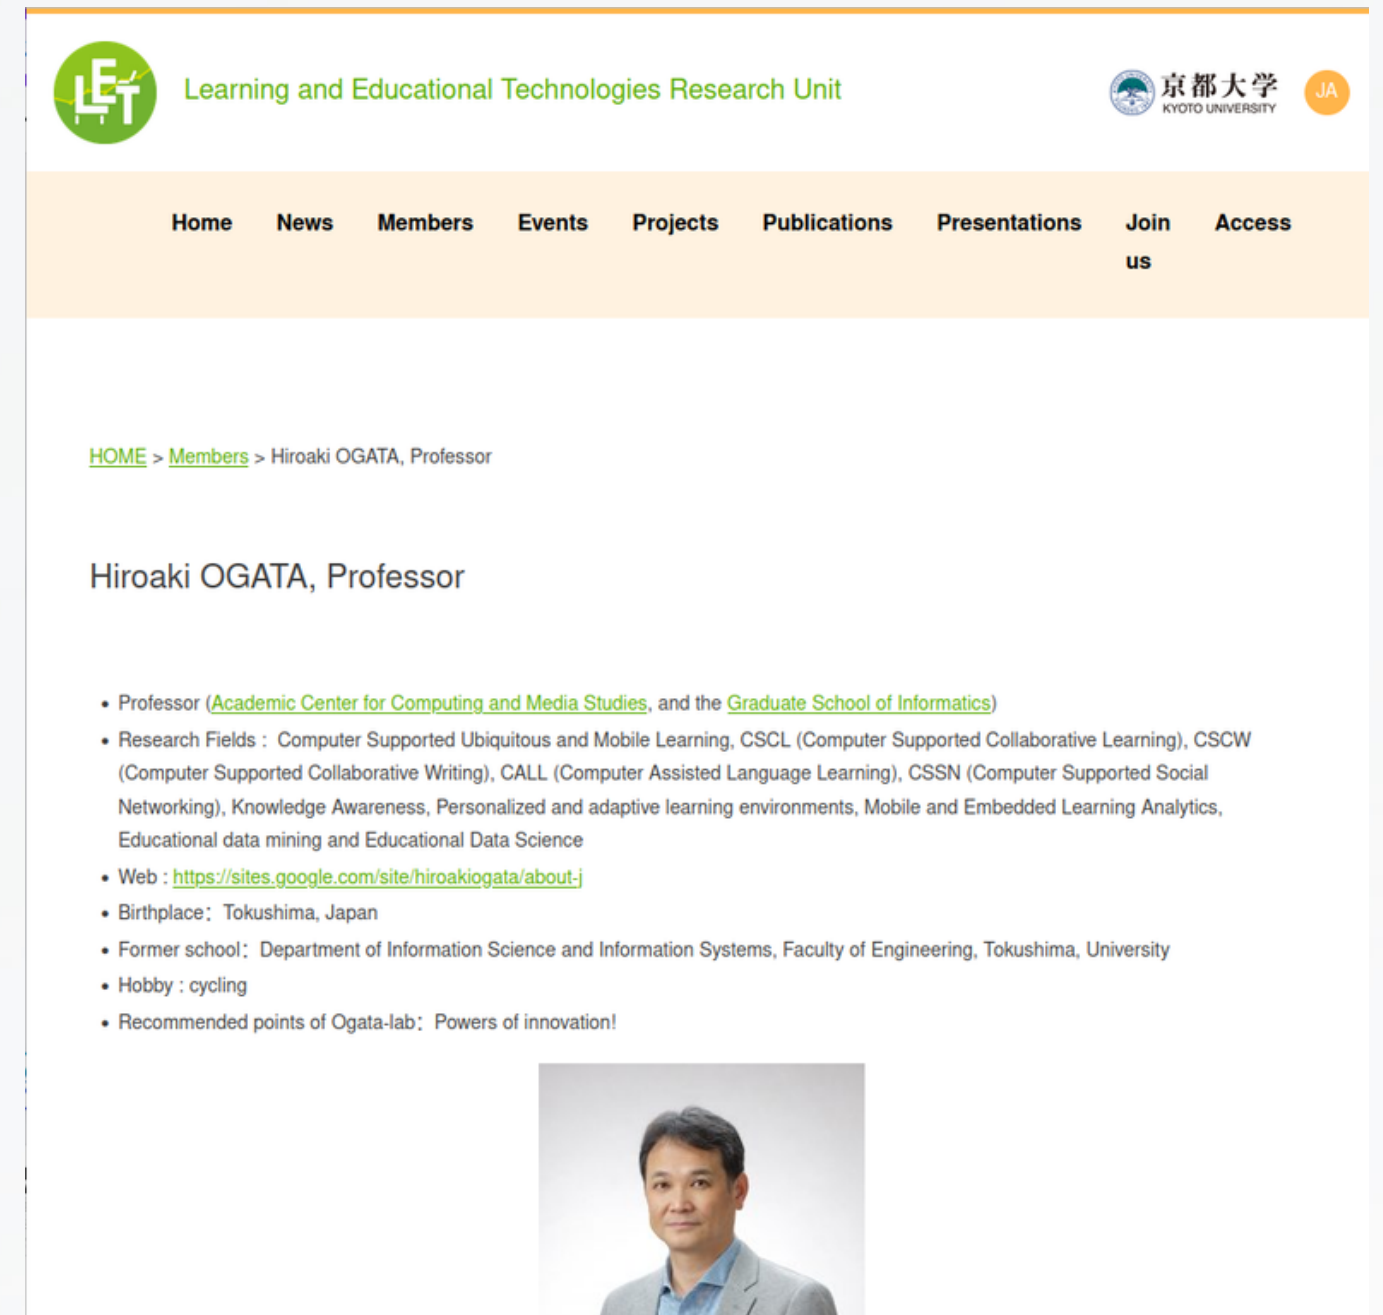 LET
Learning and Educational Technologies Research Unit
京都大学
KYOTO UNIVERSITY
JA
Home News Members Events Projects Publications Presentations Join us Access
HOME > Members > Hiroaki OGATA, Professor
Hiroaki OGATA, Professor
• Professor (Academic Center for Computing and Media Studies, and the Graduate School of Informatics)
• Research Fields : Computer Supported Ubiquitous and Mobile Learning, CSCL (Computer Supported Collaborative Learning), CSCW
(Computer Supported Collaborative Writing), CALL (Computer Assisted Language Learning), CSSN (Computer Supported Social
Networking), Knowledge Awareness, Personalized and adaptive learning environments, Mobile and Embedded Learning Analytics,
Educational data mining and Educational Data Science
• Web : https://sites.google.com/site/hiroakiogata/about-j
• Birthplace：Tokushima, Japan
• Former school：Department of Information Science and Information Systems, Faculty of Engineering, Tokushima, University
• Hobby : cycling
• Recommended points of Ogata-lab：Powers of innovation!